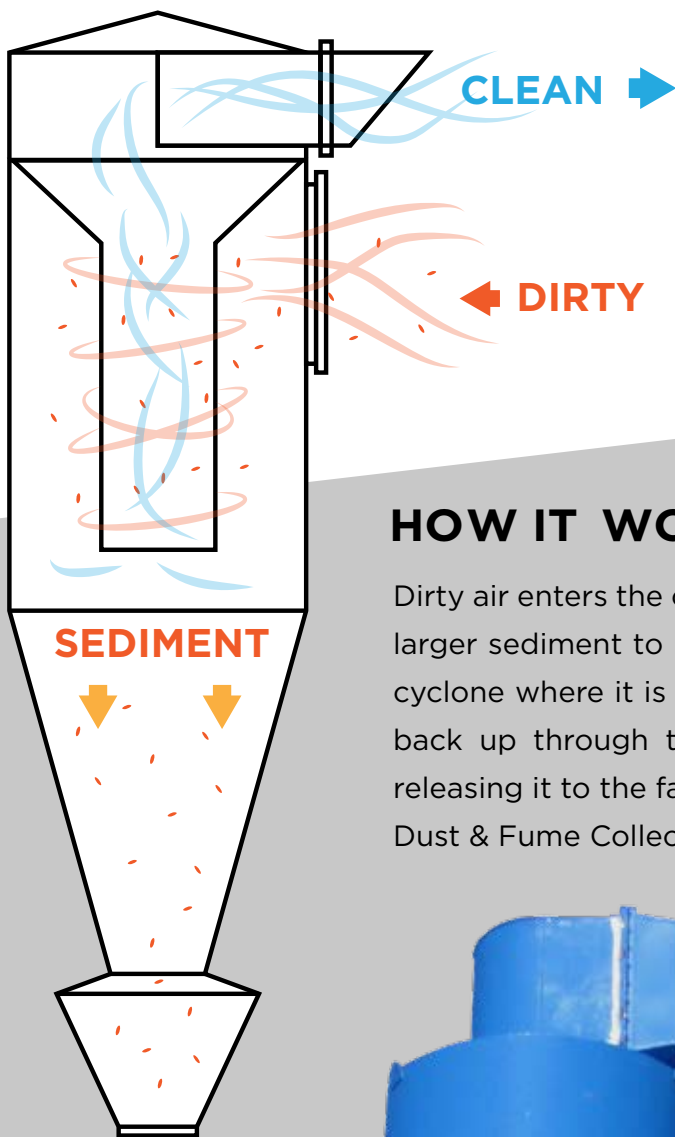 CLEAN
DIRTY
SEDIMENT
HOW IT WO
Dirty air enters the c
larger sediment to
cyclone where it is
back up through t
releasing it to the fa
Dust & Fume Collec